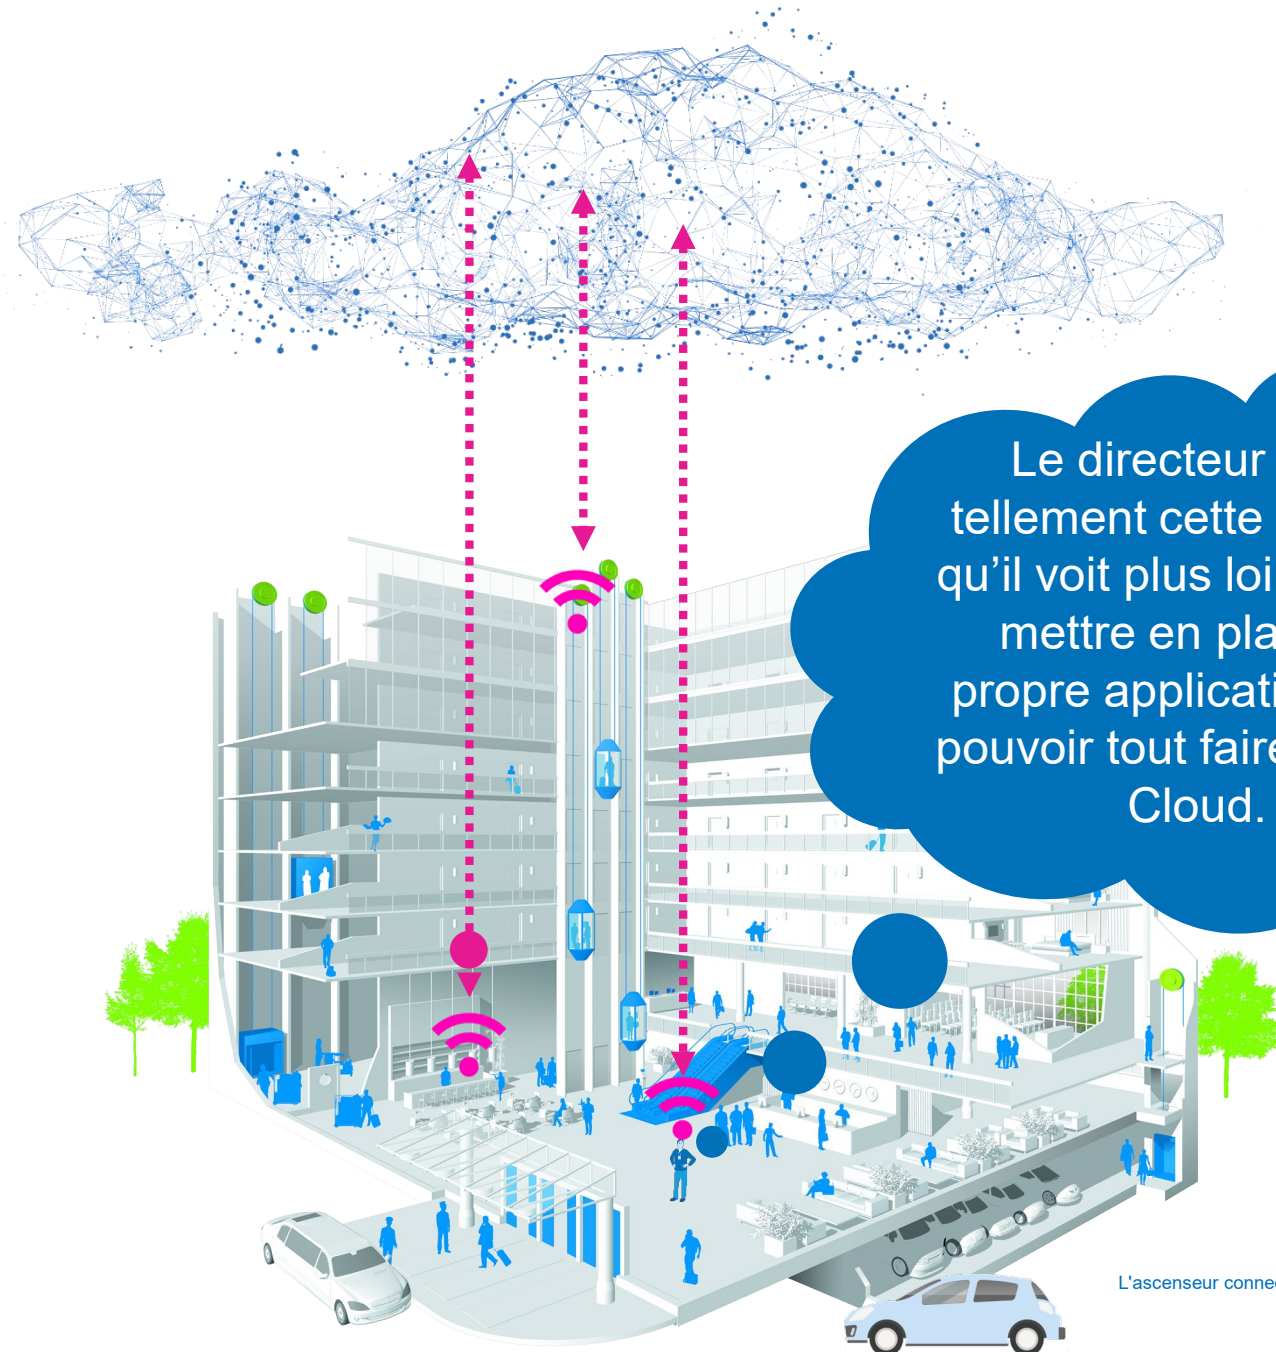 Le directeur
tellement cette
qu’il voit plus loi
mettre en pla
propre applicati
pouvoir tout faire
Cloud.
L'ascenseur connec